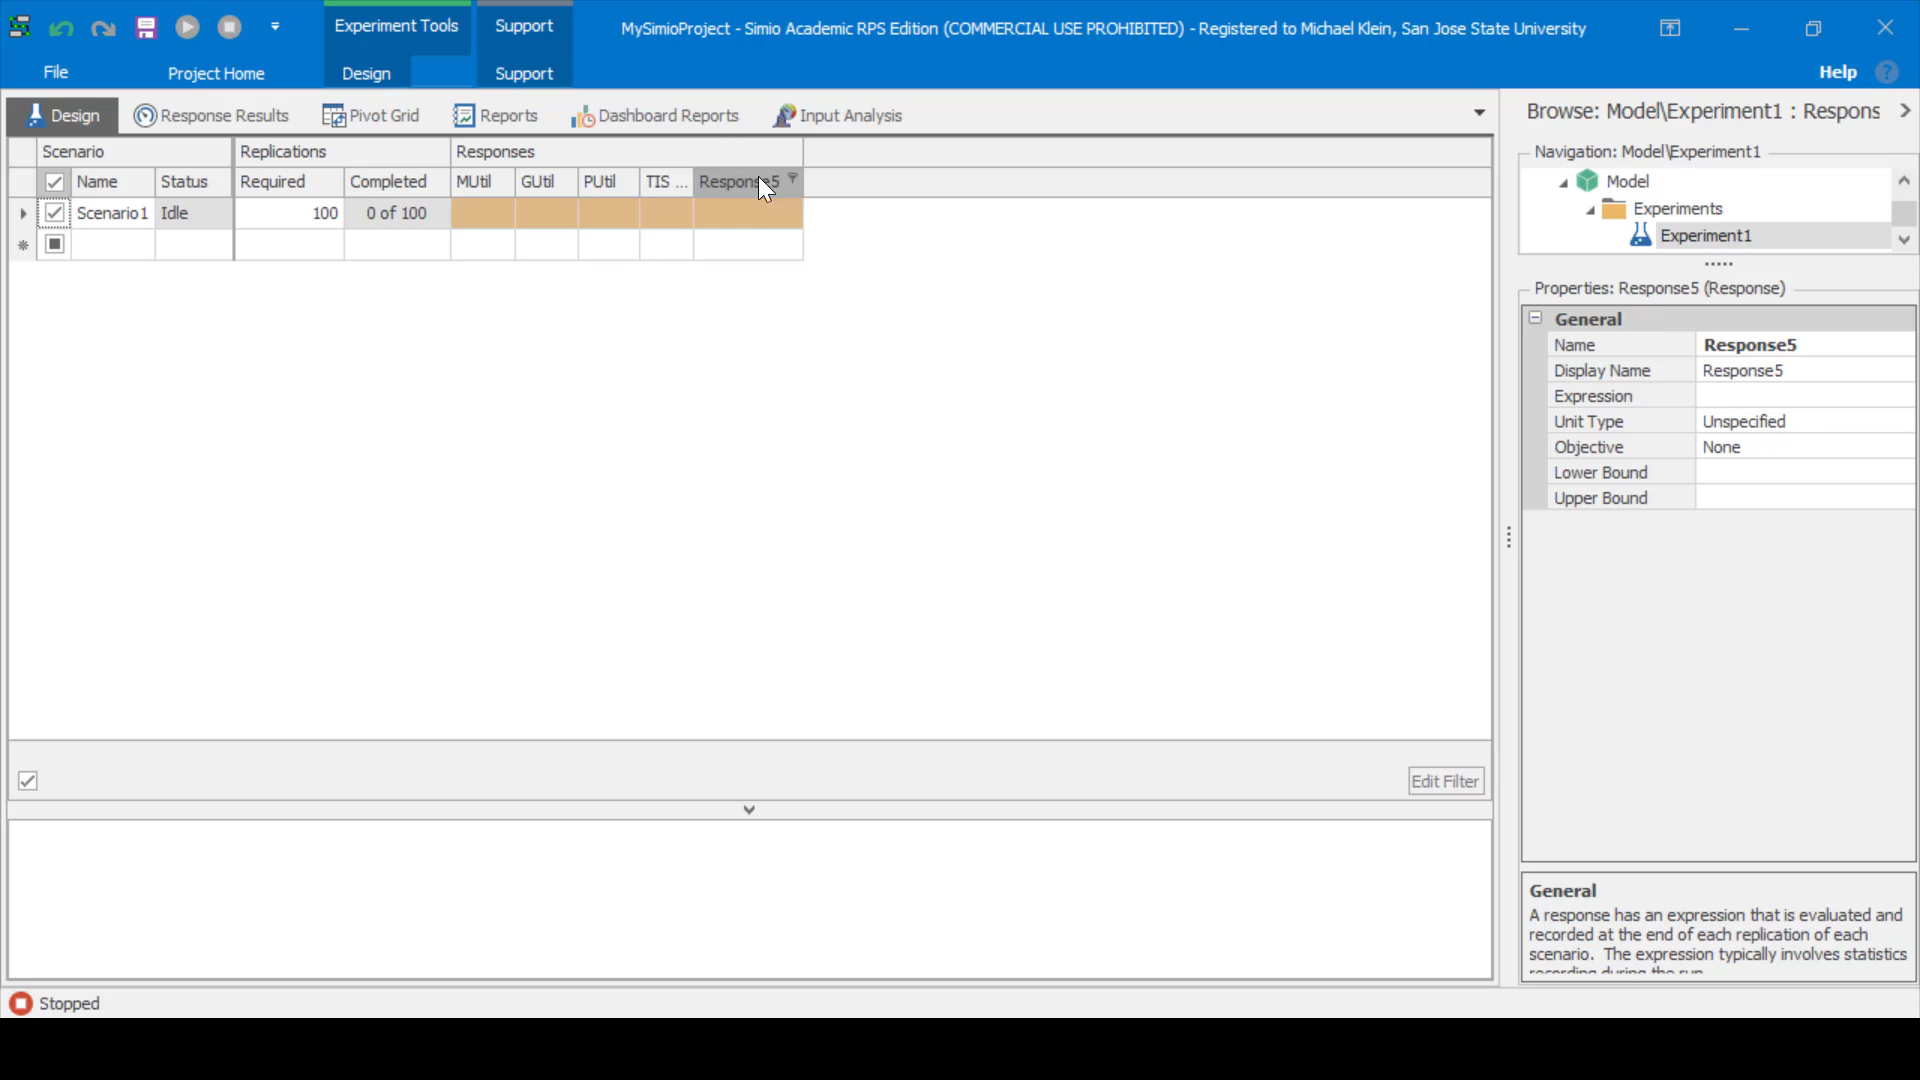 Experiment Tools
Support
MySimioProject - Simio Academic RPS Edition (COMMERCIAL USE PROHIBITED) - Registered to Michael Klein, San Jose State University
File
Project Home
Design
Support
Help
Design
Response Results
Pivot Grid
Reports
Dashboard Reports
Input Analysis
Browse: Model\Experiment1 : Respons
Scenario
Replications
Responses
Name
Status
Required
Completed
MUtil
GUtil
PUtil
TIS ...
Response5
Scenario1
Idle
100
0 of 100
Navigation: Model\Experiment1
Model
Experiments
Experiment1
Properties: Response5 (Response)
General
Name
Response5
Display Name
Response5
Expression
Unit Type
Unspecified
Objective
None
Lower Bound
Upper Bound
Edit Filter
General
A response has an expression that is evaluated and
recorded at the end of each replication of each
scenario. The expression typically involves statistics
recording during the run.
Stopped